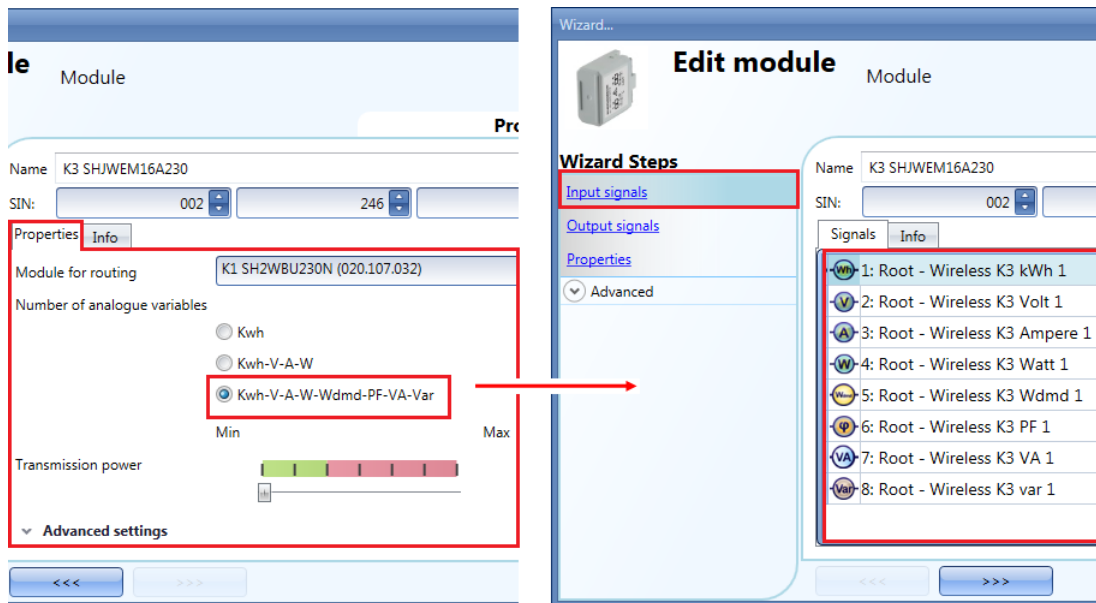 le
Module
Pro
Name K3 SHJWEM16A230
SIN: 002 246
Properties Info
Module for routing K1 SH2WBU230N (020.107.032)
Number of analogue variables
Kwh
Kwh-V-A-W
Kwh-V-A-W-Wdmd-PF-VA-Var
Min Max
Transmission power
Advanced settings
<<< >>>
Wizard...
Edit module
Module
Wizard Steps
Input signals
Output signals
Properties
Advanced
Name K3 SHJWEM16A230
SIN: 002
Signals Info
Wh 1: Root - Wireless K3 kWh 1
V 2: Root - Wireless K3 Volt 1
A 3: Root - Wireless K3 Ampere 1
W 4: Root - Wireless K3 Watt 1
5: Root - Wireless K3 Wdmd 1
φ 6: Root - Wireless K3 PF 1
VA 7: Root - Wireless K3 VA 1
Var 8: Root - Wireless K3 var 1
<<< >>>